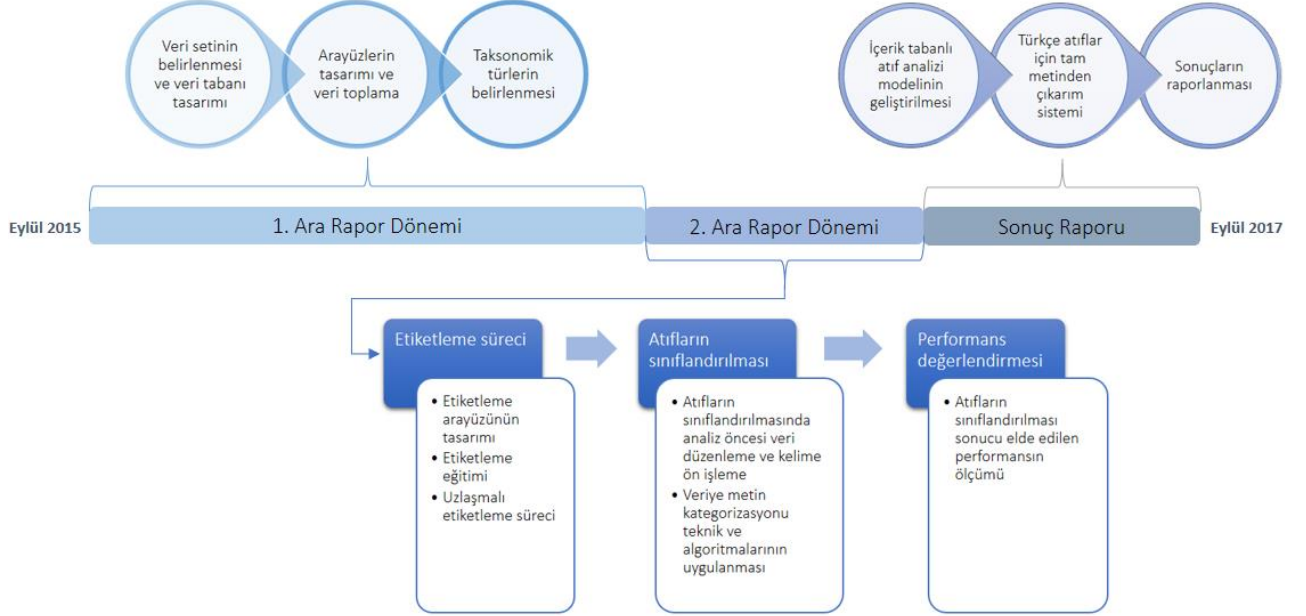 Veri setinin
belirlenmesi
ve veri tabanı
tasarımı
Arayüzlerin
tasarımı ve
veri toplama
Taksonomik
türlerin
belirlenmesi
İçerik tabanlı
atıf analizi
modelinin
geliştirilmesi
Türkçe atıflar
için tam
metinden
çıkarım
sistemi
Sonuçların
raporlanması
Eylül 2015
1. Ara Rapor Dönemi
2. Ara Rapor Dönemi
Sonuç Raporu
Eylül 2017
Etiketleme süreci
• Etiketleme
arayüzünün
tasarımı
• Etiketleme
eğitimi
• Uzlaşmalı
etiketleme süreci
Atıfların
sınıflandırılması
• Atıfların
sınıflandırılmasında
analiz öncesi veri
düzenleme ve kelime
ön işleme
• Veriye metin
kategorizasyonu
teknik ve
algoritmalarının
uygulanması
Performans
değerlendirmesi
• Atıfların
sınıflandırılması
sonucu elde edilen
performansın
ölçümü